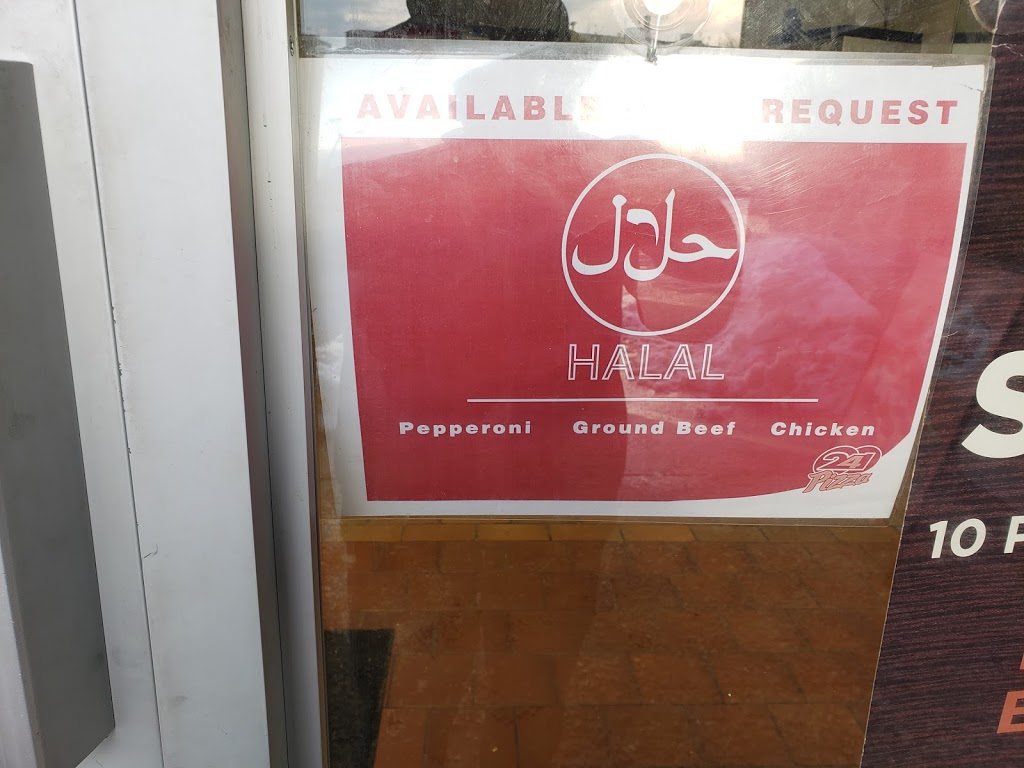 AVAILABLE REQUEST
حلال
HALAL
Pepperoni Ground Beef Chicken
241
Pizza
S
10 P